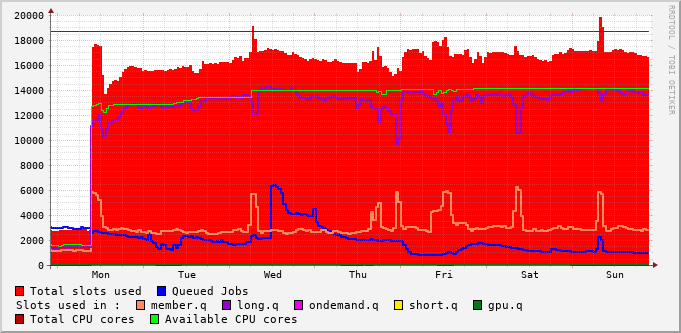 20000
18000
16000
14000
12000
10000
8000
6000
4000
2000
0
Mon Tue Wed Thu Fri Sat Sun
RRDTOOL / TOBI OETIKER
Total slots used Queued Jobs
Slots used in : member.q long.q ondemand.q short.q gpu.q
Total CPU cores Available CPU cores